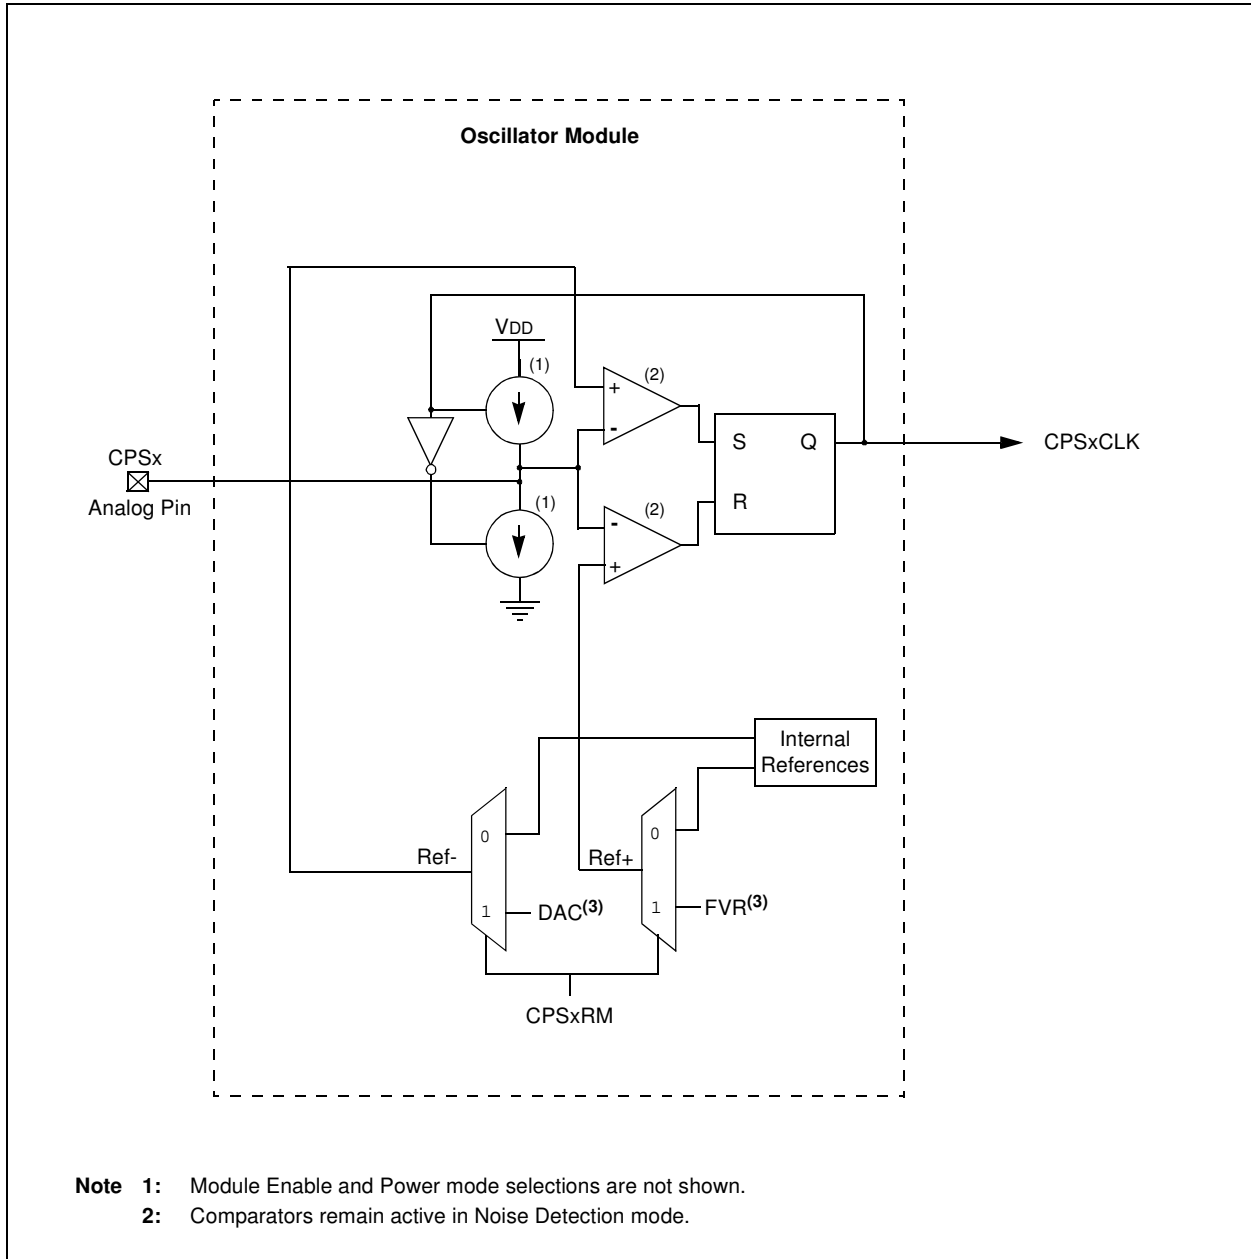 Oscillator Module
VDD
(1)
(2)
+
-
S Q
CPSxCLK
CPSx
Analog Pin
(1)
(2)
R
-
+
Internal
References
0
0
Ref-
Ref+
1
DAC(3)
1
FVR(3)
CPSxRM
Note 1: Module Enable and Power mode selections are not shown.
2: Comparators remain active in Noise Detection mode.